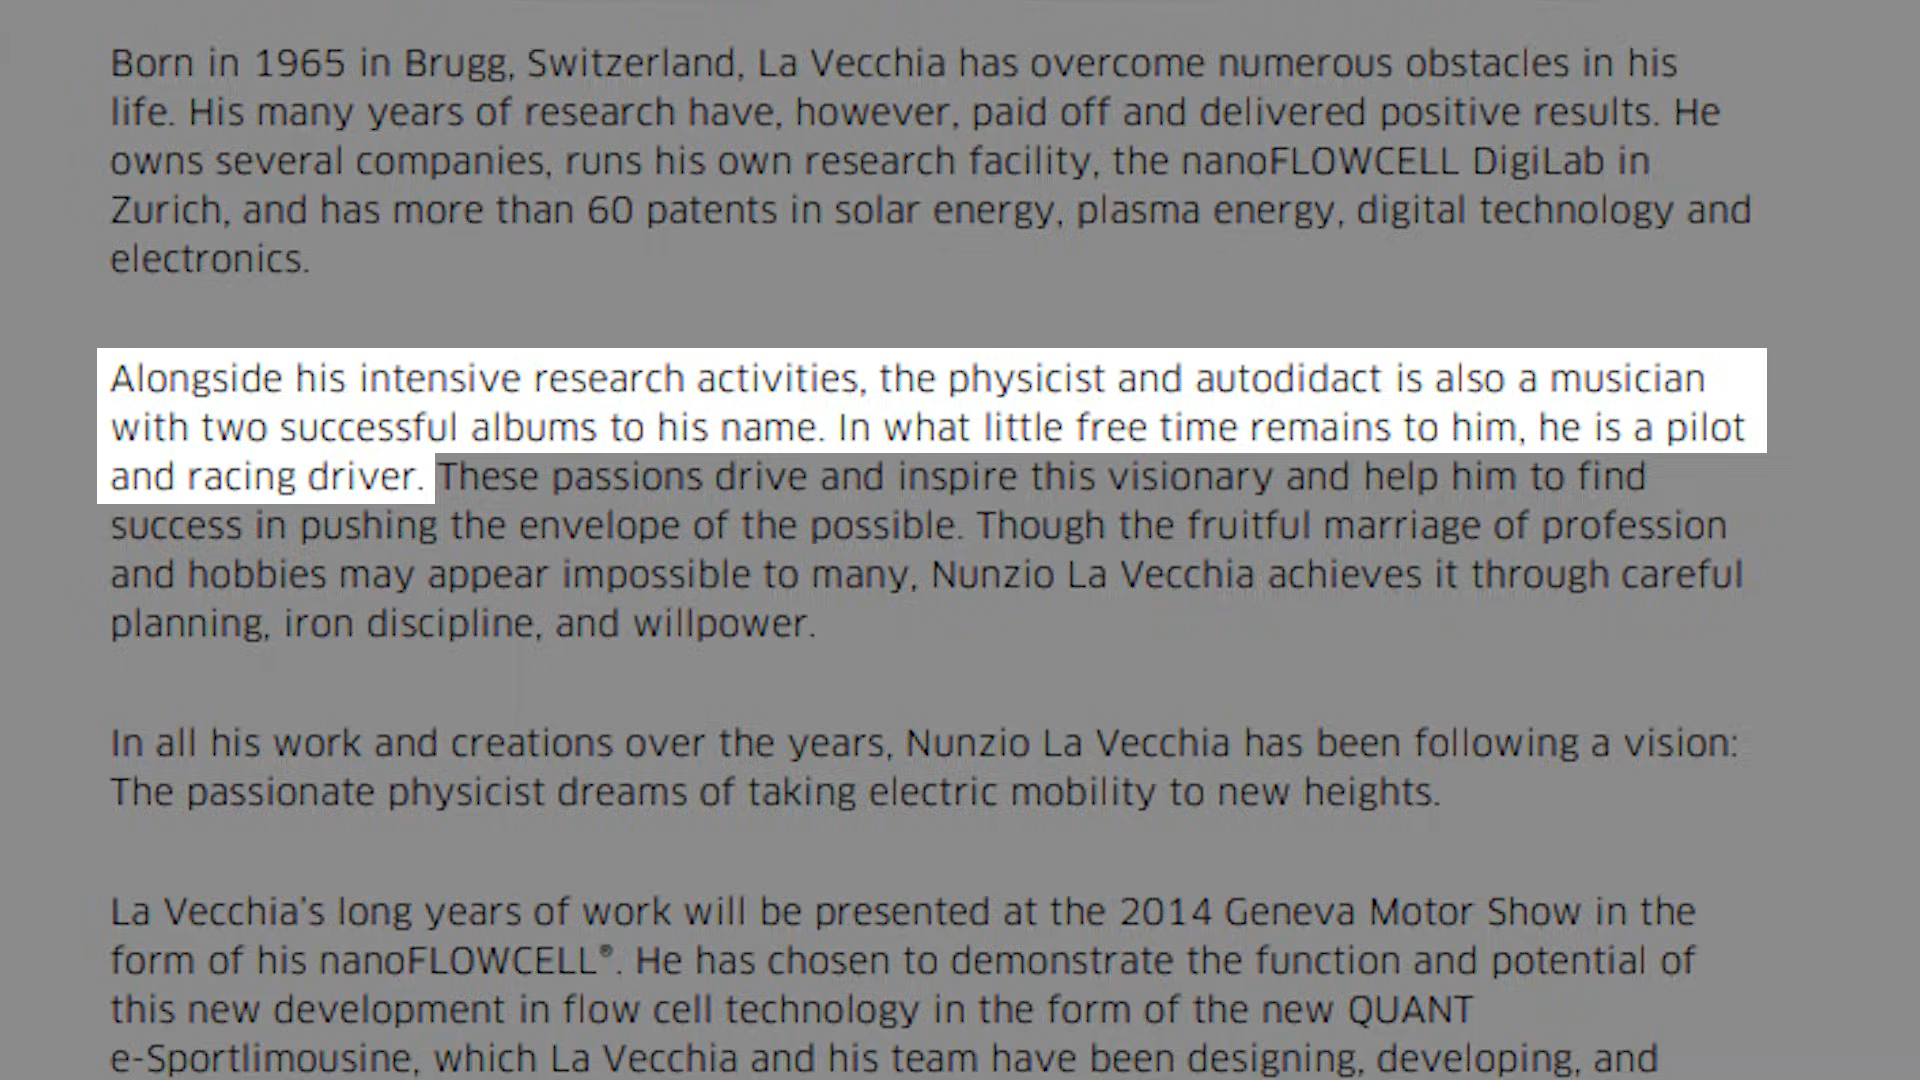 Born in 1965 in Brugg, Switzerland, La Vecchia has overcome numerous obstacles in his
life. His many years of research have, however, paid off and delivered positive results. He
owns several companies, runs his own research facility, the nanoFLOWCELL DigiLab in
Zurich, and has more than 60 patents in solar energy, plasma energy, digital technology and
electronics.
Alongside his intensive research activities, the physicist and autodidact is also a musician
with two successful albums to his name. In what little free time remains to him, he is a pilot
and racing driver. These passions drive and inspire this visionary and help him to find
success in pushing the envelope of the possible. Though the fruitful marriage of profession
and hobbies may appear impossible to many, Nunzio La Vecchia achieves it through careful
planning, iron discipline, and willpower.
In all his work and creations over the years, Nunzio La Vecchia has been following a vision:
The passionate physicist dreams of taking electric mobility to new heights.
La Vecchia's long years of work will be presented at the 2014 Geneva Motor Show in the
form of his nanoFLOWCELL®. He has chosen to demonstrate the function and potential of
this new development in flow cell technology in the form of the new QUANT
e-Sportlimousine, which La Vecchia and his team have been designing, developing, and